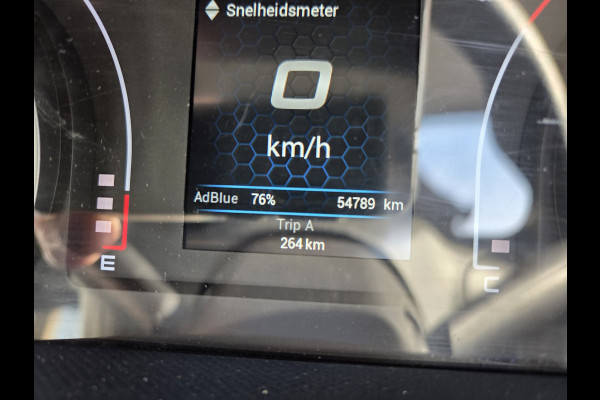 Snelheidsmeter
0
km/h
AdBlue 76% 54789 km
Trip A
264 km
E
C